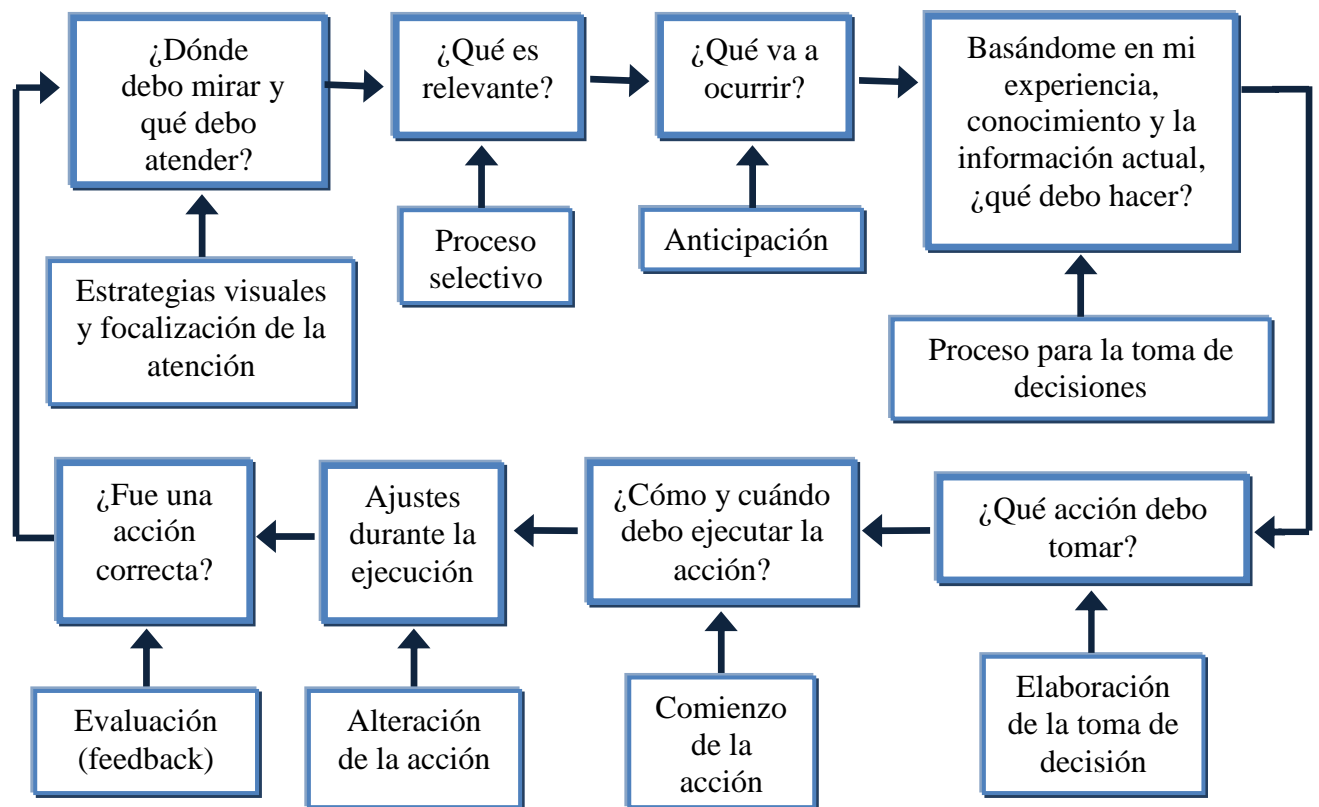 ¿Dónde
debo mirar y
qué debo
atender?
¿Qué es
relevante?
¿Qué va a
ocurrir?
Basándome en mi
experiencia,
conocimiento y la
información actual,
¿qué debo hacer?
Estrategias visuales
y focalización de la
atención
Proceso
selectivo
Anticipación
Proceso para la toma de
decisiones
¿Qué acción debo
tomar?
¿Cómo y cuándo
debo ejecutar la
acción?
Ajustes
durante la
ejecución
¿Fue una
acción
correcta?
Elaboración
de la toma de
decisión
Comienzo
de la
acción
Alteración
de la acción
Evaluación
(feedback)